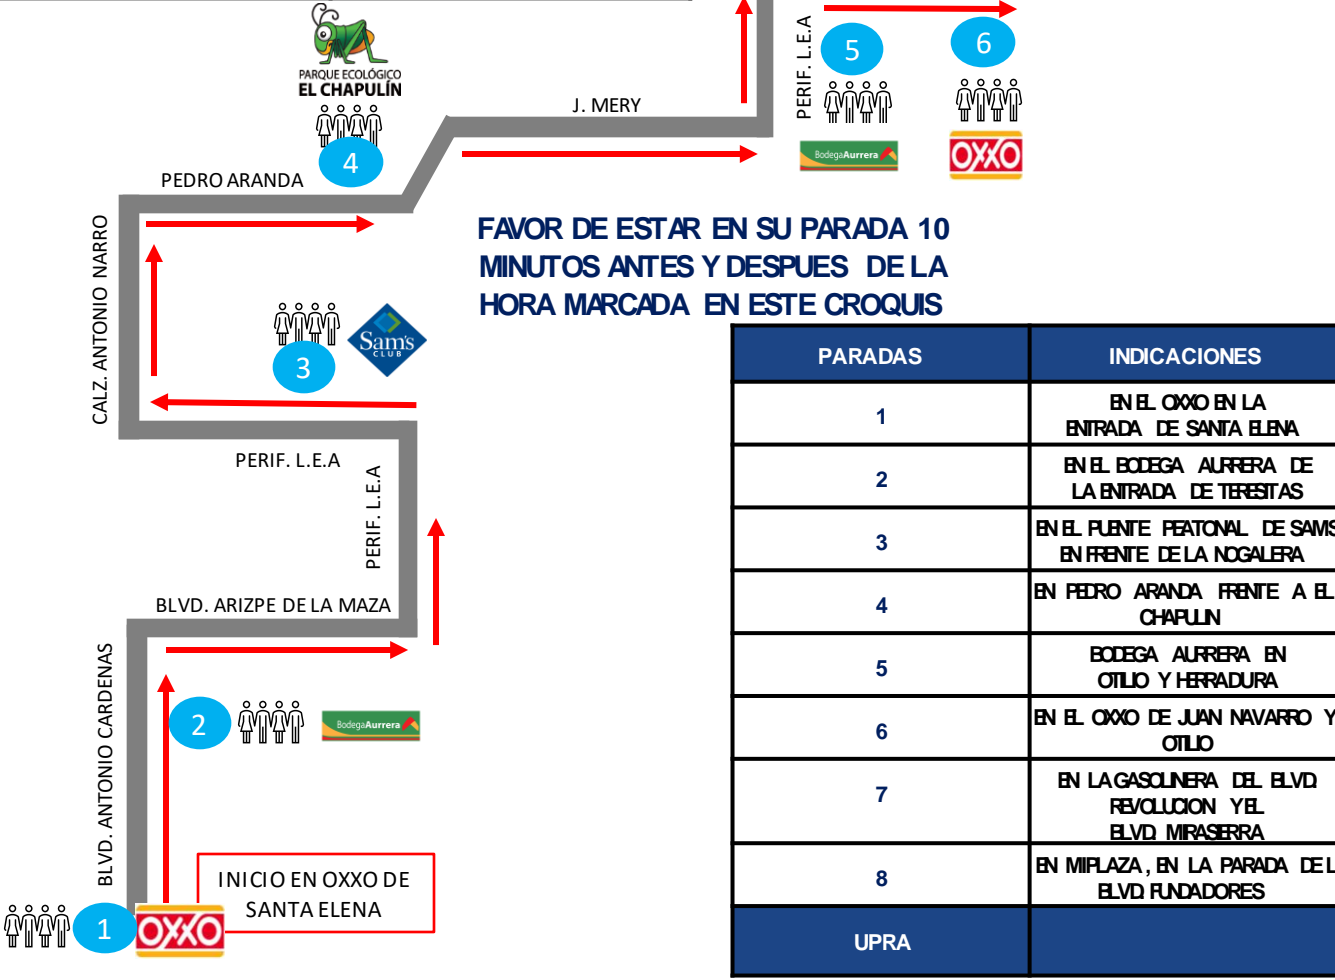 PARQUE ECOLÓGICO
EL CHAPULÍN
4
PEDRO ARANDA
J. MERY
PERIF. L.E.A
5
6
BodegaAurrera
OXXO
CALZ. ANTONIO NARRO
FAVOR DE ESTAR EN SU PARADA 10
MINUTOS ANTES Y DESPUES DE LA
HORA MARCADA EN ESTE CROQUIS
Sam's
CLUB
3
PERIF. L.E.A
PERIF. L.E.A
BLVD. ARIZPE DE LA MAZA
BLVD. ANTONIO CARDENAS
2
BodegaAurrera
INICIO EN OXXO DE
SANTA ELENA
1
OXXO
PARADAS INDICACIONES
1 EN EL OXXO EN LA
ENTRADA DE SANTA ELENA
2 EN EL BODEGA AURRERA DE
LA ENTRADA DE TERESITAS
3 EN EL PUENTE PEATONAL DE SAMS
EN FRENTE DE LA NOGALERA
4 EN PEDRO ARANDA FRENTE A EL
CHAPULIN
5 BODEGA AURRERA EN
OTILIO Y HERRADURA
6 EN EL OXXO DE JUAN NAVARRO Y
OTILIO
7 EN LA GASOLINERA DEL BLVD.
REVOLUCION Y EL
BLVD. MIRASIERRA
8 EN MIPLAZA, EN LA PARADA DEL
BLVD. FUNDADORES
UPRA